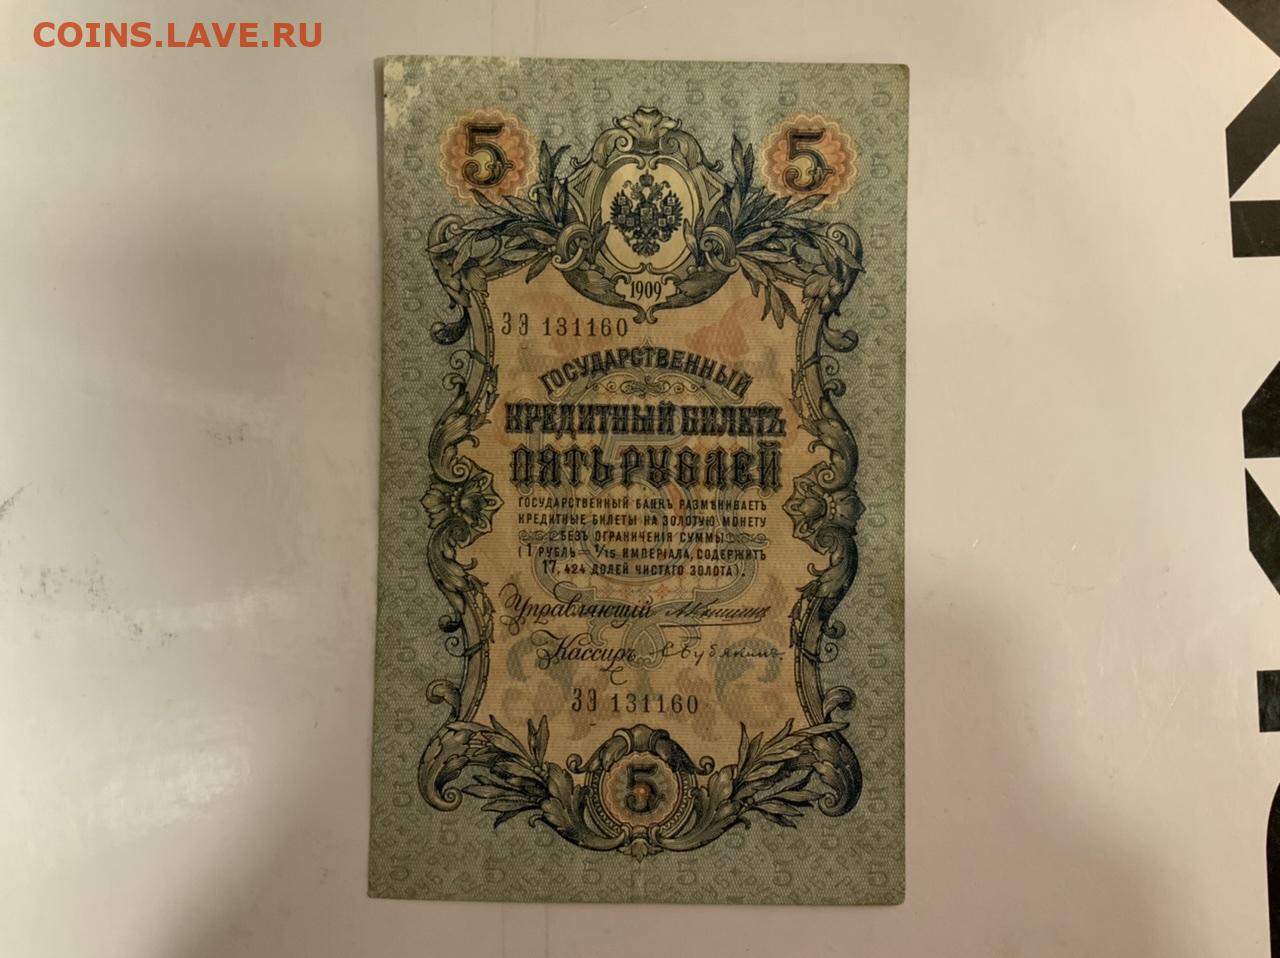 COINS.LAVE.RU
5 5
1909
ЗЭ 131160
ГОСУДАРСТВЕННЫЙ
КРЕДИТНЫЙ БИЛЕТЪ
ПЯТЬ РУБЛЕЙ
ГОСУДАРСТВЕННЫЙ БАНКЪ РАЗМѢНИВАЕТЪ
КРЕДИТНЫЕ БИЛЕТЫ НА ЗОЛОТУЮ МОНЕТУ
БЕЗЪ ОГРАНИЧЕНІЯ СУММЫ
(1 РУБЛЬ = 1/15 ИМПЕРІАЛА, СОДЕРЖИТЪ
17,424 ДОЛЕЙ ЧИСТАГО ЗОЛОТА).
Управляющій
Кассиръ
ЗЭ 131160
5